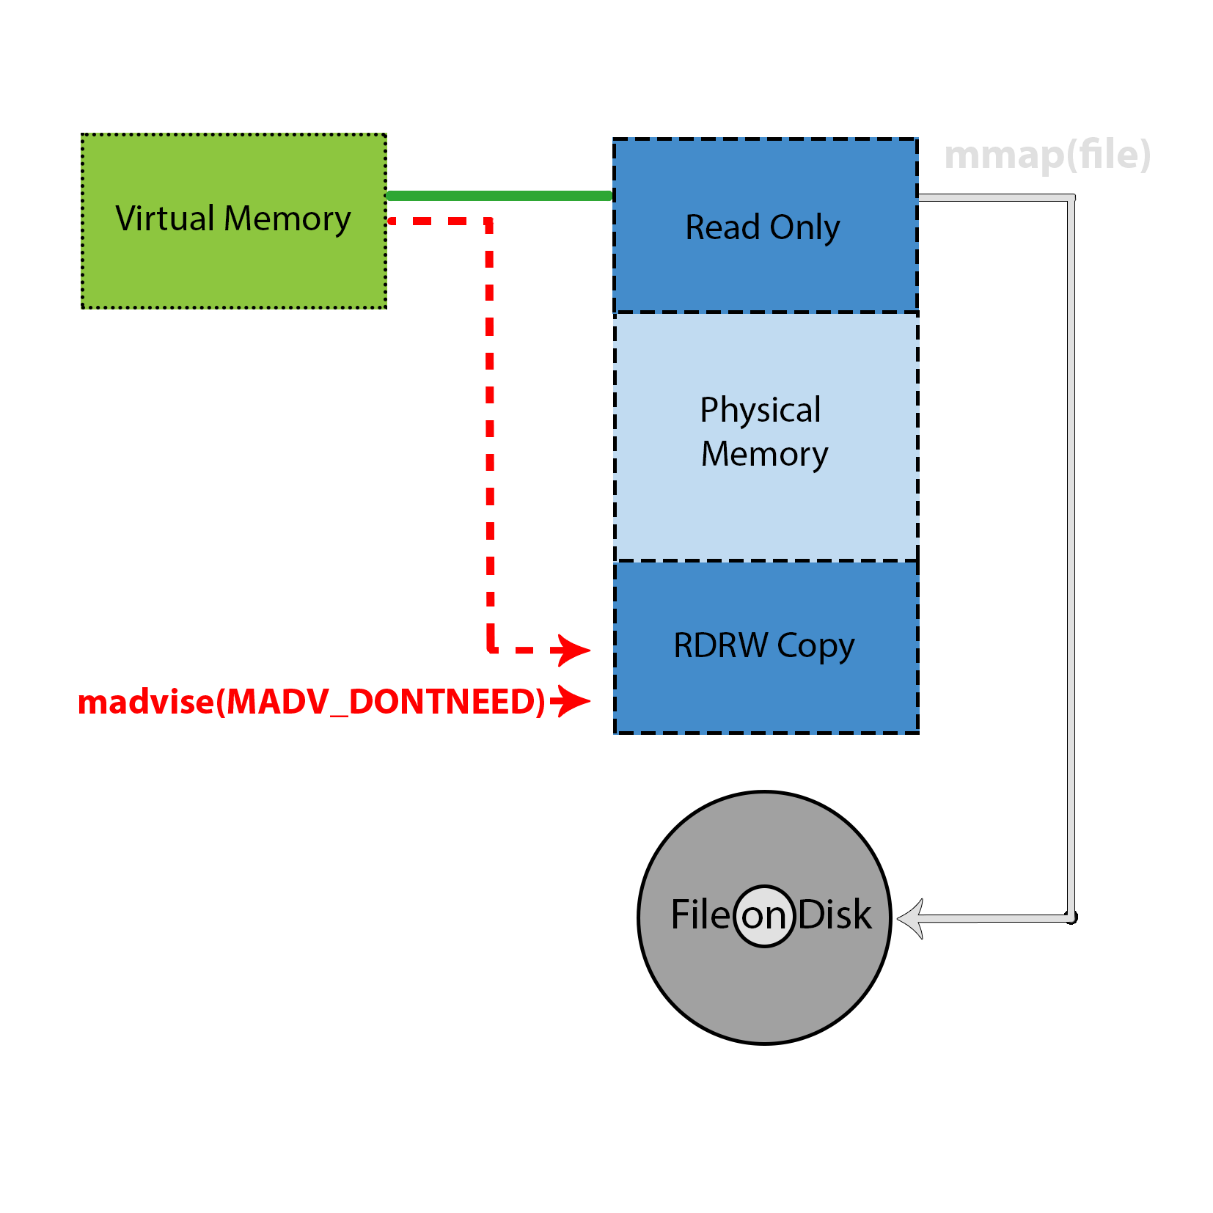 mmap(file)
Virtual Memory
Read Only
Physical
Memory
RDRW Copy
madvise(MADV_DONTNEED)
File on Disk